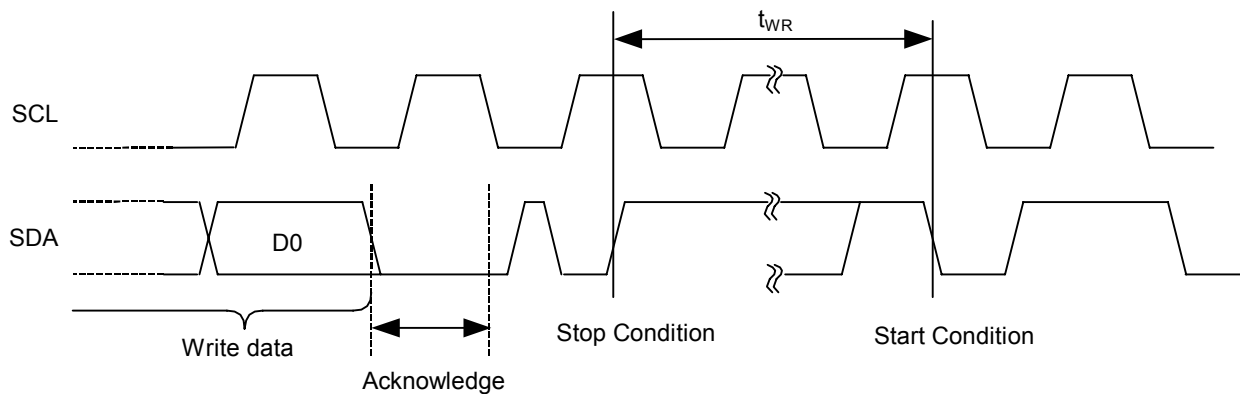 tWR
SCL
SDA
D0
Write data
Acknowledge
Stop Condition
Start Condition